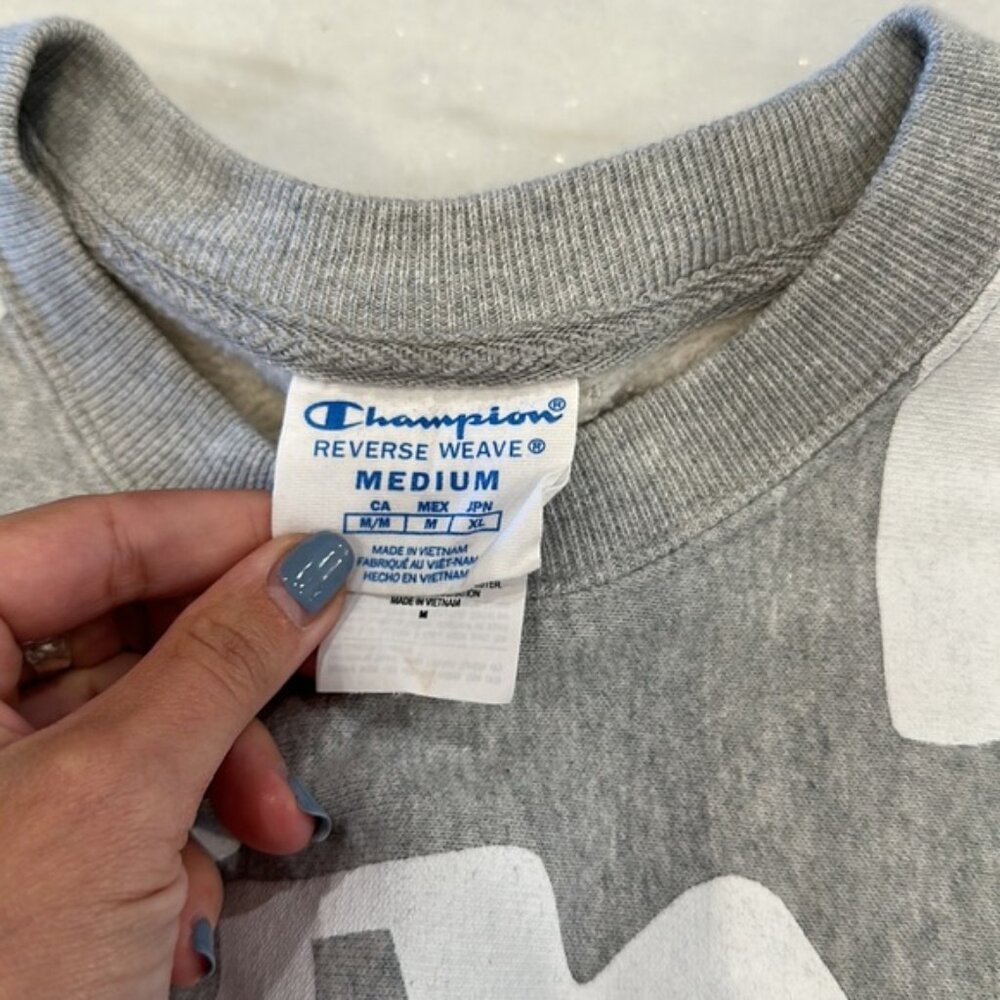 Champion®
REVERSE WEAVE®
MEDIUM
CA MEX JPN
M/M M XL
MADE IN VIETNAM
FABRIQUÉ AU VIÊT-NAM
HECHO EN VIETNAM
MADE IN VIETNAM
M